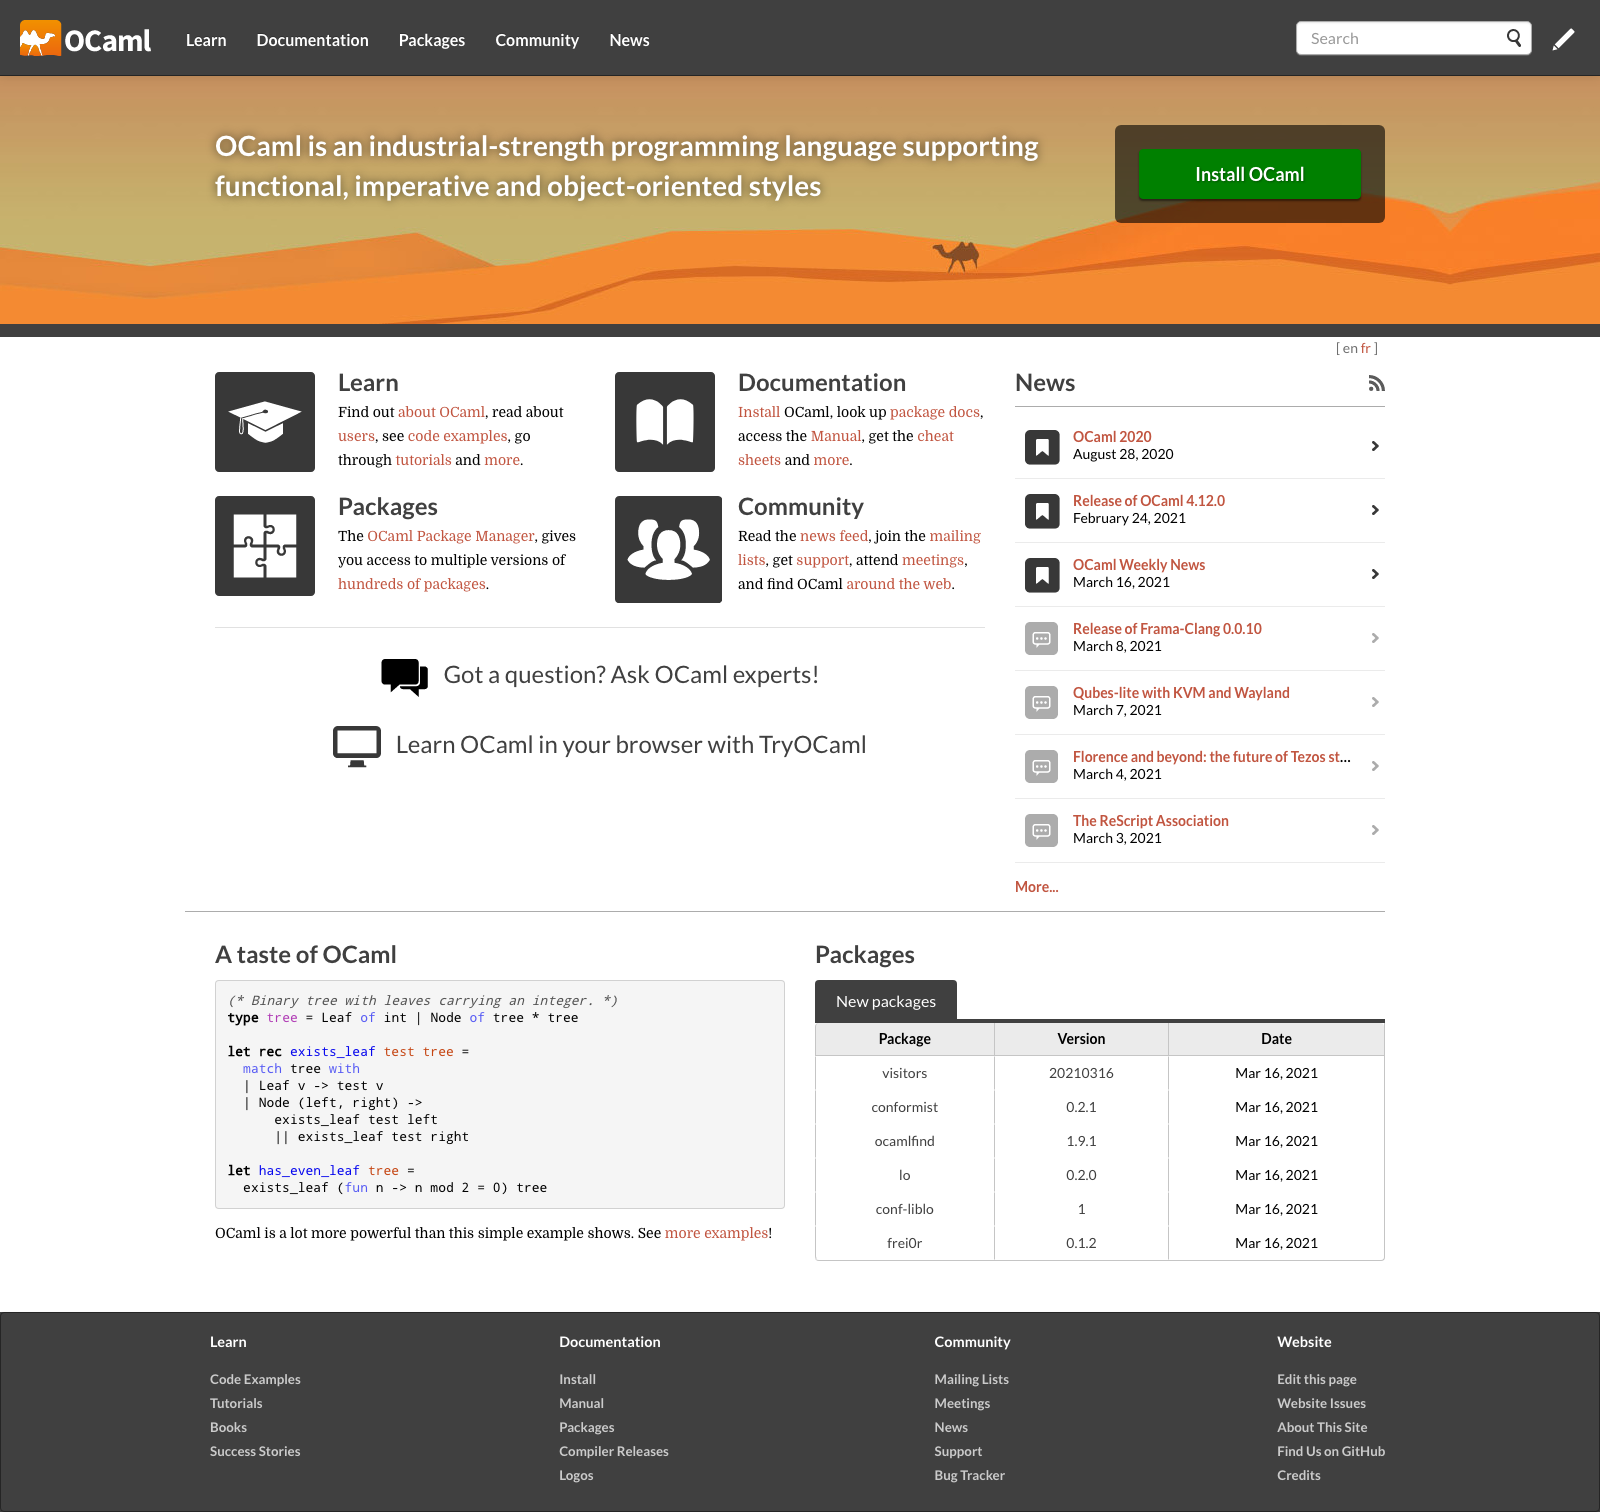 OCaml
Learn
Documentation
Packages
Community
News
Search
OCaml is an industrial-strength programming language supporting
functional, imperative and object-oriented styles
Install OCaml
[ en fr ]
Learn
Find out about OCaml, read about
users, see code examples, go
through tutorials and more.
Documentation
Install OCaml, look up package docs,
access the Manual, get the cheat
sheets and more.
Packages
The OCaml Package Manager, gives
you access to multiple versions of
hundreds of packages.
Community
Read the news feed, join the mailing
lists, get support, attend meetings,
and find OCaml around the web.
Got a question? Ask OCaml experts!
Learn OCaml in your browser with TryOCaml
News
OCaml 2020
August 28, 2020
Release of OCaml 4.12.0
February 24, 2021
OCaml Weekly News
March 16, 2021
Release of Frama-Clang 0.0.10
March 8, 2021
Qubes-lite with KVM and Wayland
March 7, 2021
Florence and beyond: the future of Tezos st...
March 4, 2021
The ReScript Association
March 3, 2021
More...
A taste of OCaml
(* Binary tree with leaves carrying an integer. *)
type tree = Leaf of int | Node of tree * tree
let rec exists_leaf test tree =
match tree with
| Leaf v -> test v
| Node (left, right) ->
exists_leaf test left
|| exists_leaf test right
let has_even_leaf tree =
exists_leaf (fun n -> n mod 2 = 0) tree
OCaml is a lot more powerful than this simple example shows. See more examples!
Packages
New packages
Package Version Date
visitors 20210316 Mar 16, 2021
conformist 0.2.1 Mar 16, 2021
ocamlfind 1.9.1 Mar 16, 2021
lo 0.2.0 Mar 16, 2021
conf-liblo 1 Mar 16, 2021
frei0r 0.1.2 Mar 16, 2021
Learn
Code Examples
Tutorials
Books
Success Stories
Documentation
Install
Manual
Packages
Compiler Releases
Logos
Community
Mailing Lists
Meetings
News
Support
Bug Tracker
Website
Edit this page
Website Issues
About This Site
Find Us on GitHub
Credits